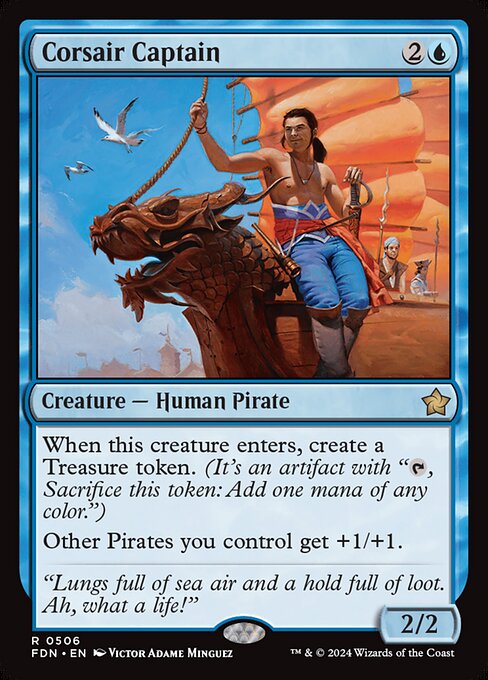 Corsair Captain 2
Creature — Human Pirate
When this creature enters, create a
Treasure token. (It's an artifact with “
Sacrifice this token: Add one mana of any
color.”)
Other Pirates you control get +1/+1.
“Lungs full of sea air and a hold full of loot.
Ah, what a life!”
2/2
R 0506
FDN • EN Victor Adame Minguez
™ & © 2024 Wizards of the Coast